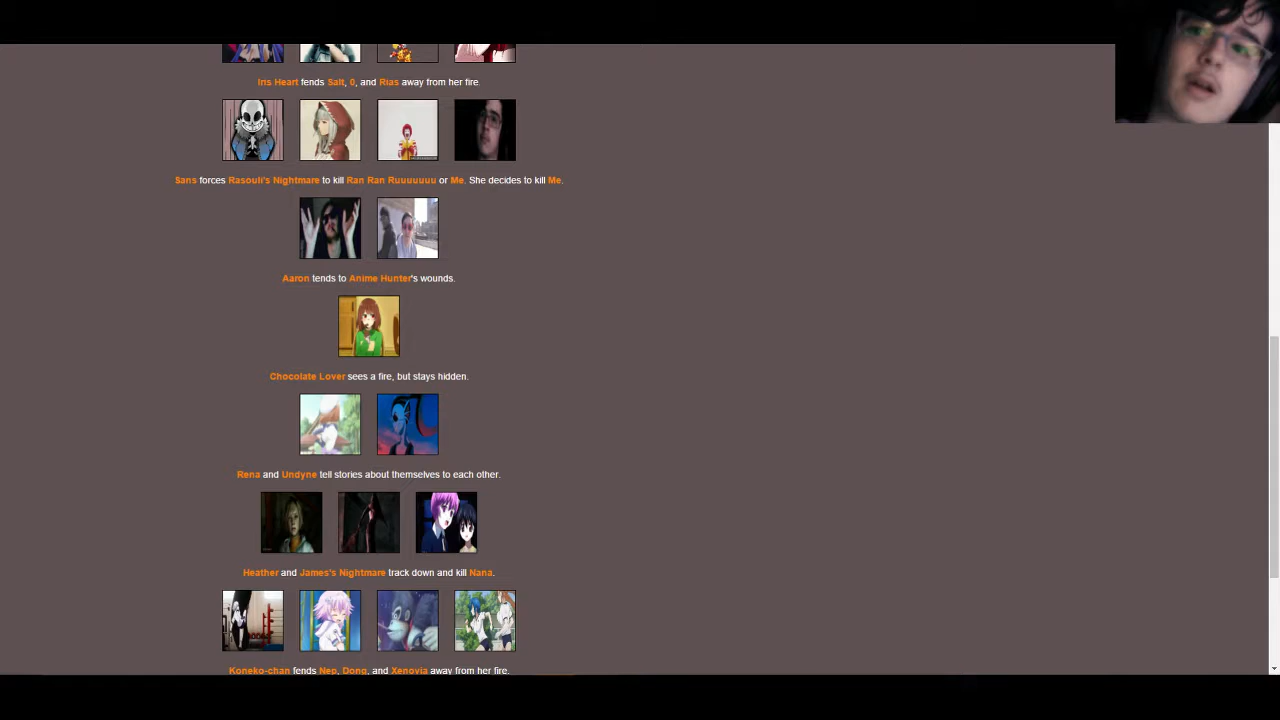 Iris Heart fends Salt, 0, and Rias away from her fire.
Sans forces Rasouli's Nightmare to kill Ran Ran Ruuuuuuu or Me. She decides to kill Me.
Aaron tends to Anime Hunter's wounds.
Chocolate Lover sees a fire, but stays hidden.
Rena and Undyne tell stories about themselves to each other.
Heather and James's Nightmare track down and kill Nana.
Koneko-chan fends Nep, Dong, and Xenovia away from her fire.